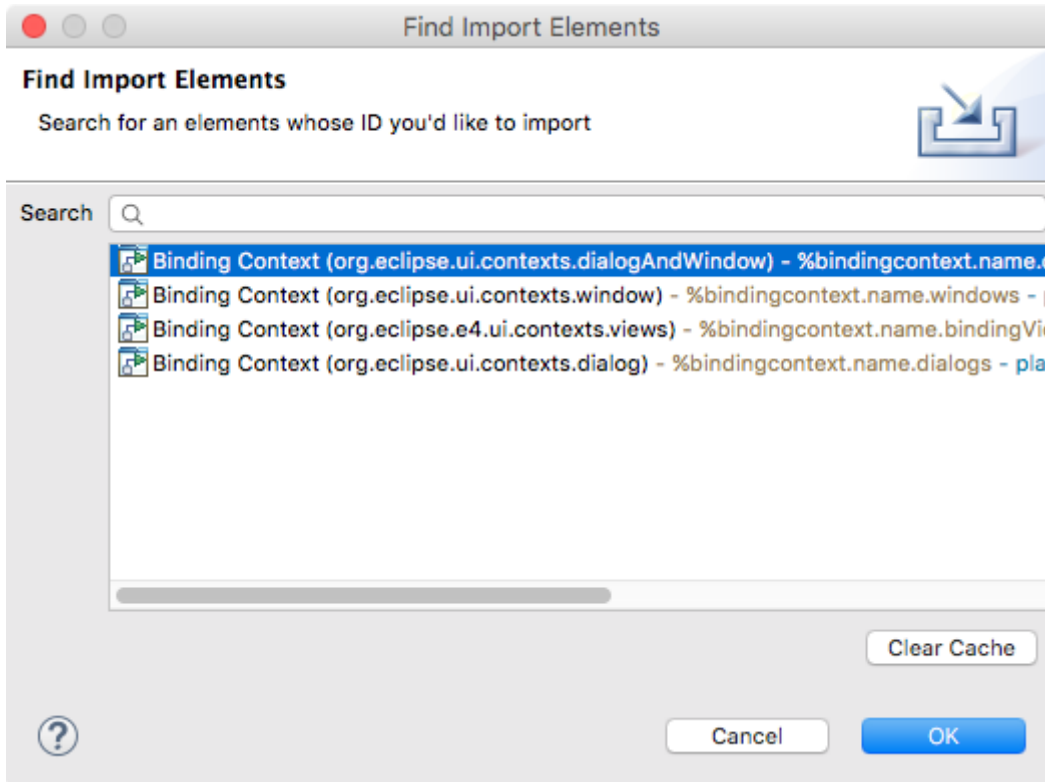 Find Import Elements
Find Import Elements
Search for an elements whose ID you'd like to import
Search
Binding Context (org.eclipse.ui.contexts.dialogAndWindow) - %bindingcontext.name.
Binding Context (org.eclipse.ui.contexts.window) - %bindingcontext.name.windows -
Binding Context (org.eclipse.e4.ui.contexts.views) - %bindingcontext.name.bindingVi
Binding Context (org.eclipse.ui.contexts.dialog) - %bindingcontext.name.dialogs - pla
Clear Cache
?
Cancel
OK